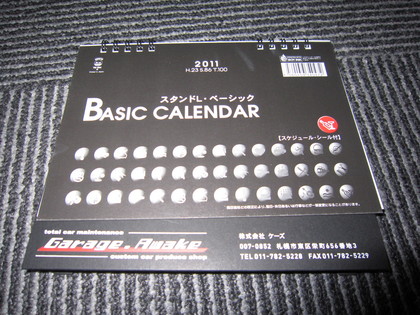 2011
H.23 S.86 T.100
スタンドL・ベーシック
BASIC CALENDAR
【スケジュール・シール付】
total car maintenance
Garage.Awake
custom car produce shop
株式会社 ケーズ
007-0852 札幌市東区栄町656番地3
TEL011-782-5228 FAX011-782-5229